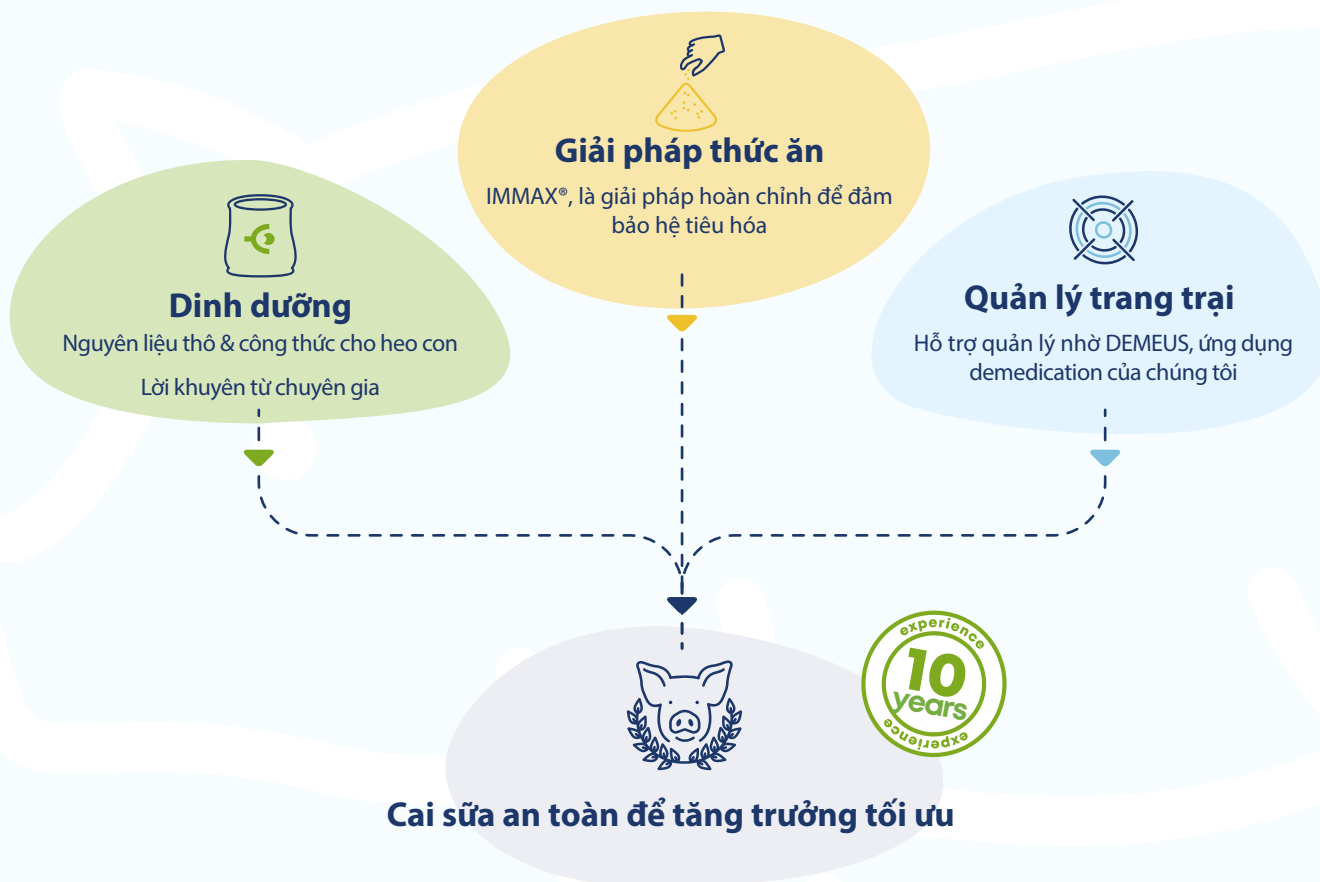 Giải pháp thức ăn
IMMAX®, là giải pháp hoàn chỉnh để đảm
bảo hệ tiêu hóa
Dinh dưỡng
Nguyên liệu thô & công thức cho heo con
Lời khuyên từ chuyên gia
Quản lý trang trại
Hỗ trợ quản lý nhờ DEMEUS, ứng dụng
demedication của chúng tôi
experience
10
years
experience
Cai sữa an toàn để tăng trưởng tối ưu